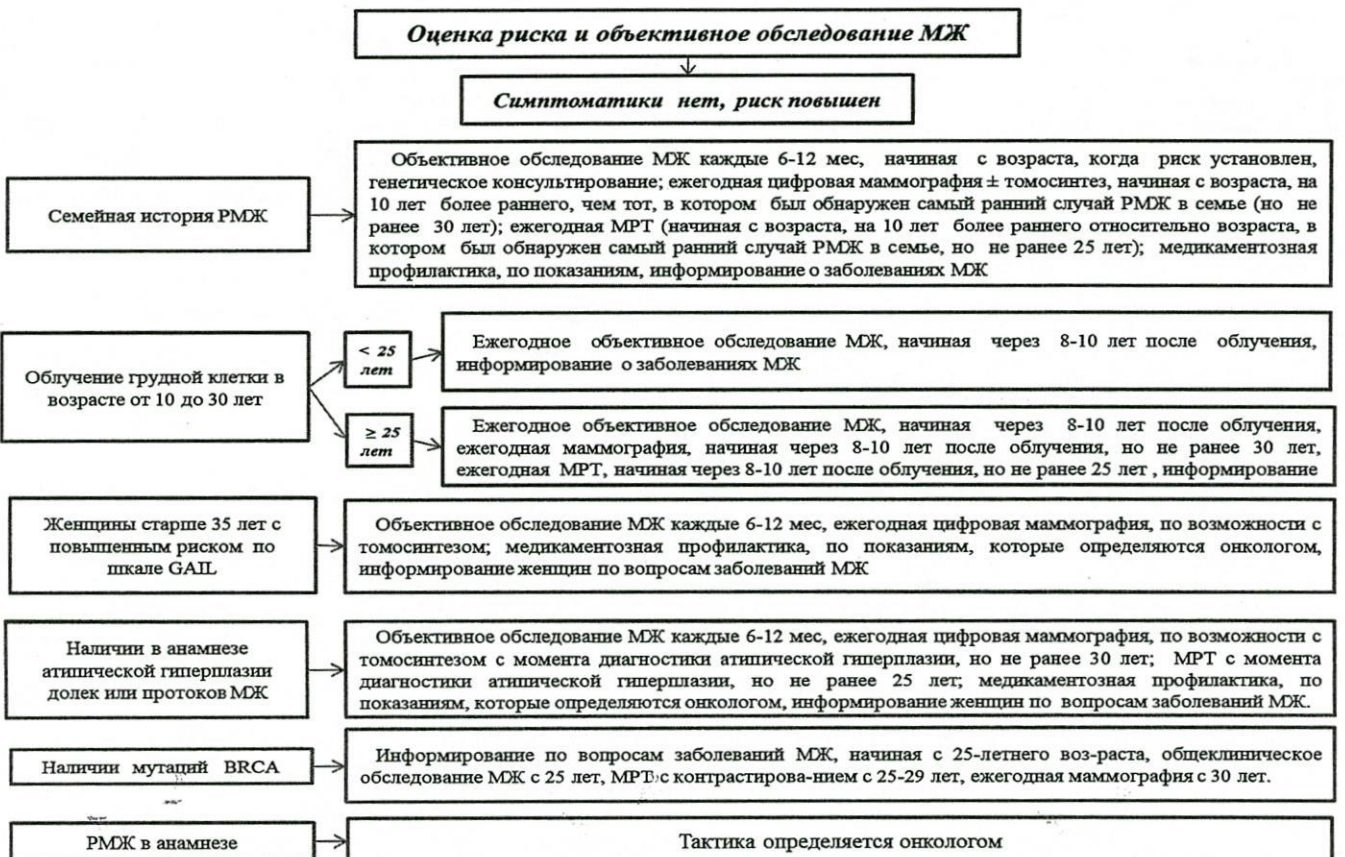 Оценка риска и объективное обследование МЖ
Симптоматики нет, риск повышен
Семейная история РМЖ
Объективное обследование МЖ каждые 6-12 мес, начиная с возраста, когда риск установлен,
генетическое консультирование; ежегодная цифровая маммография ± томосинтез, начиная с возраста, на
10 лет более раннего, чем тот, в котором был обнаружен самый ранний случай РМЖ в семье (но не
ранее 30 лет); ежегодная МРТ (начиная с возраста, на 10 лет более раннего относительно возраста, в
котором был обнаружен самый ранний случай РМЖ в семье, но не ранее 25 лет); медикаментозная
профилактика, по показаниям, информирование о заболеваниях МЖ
Облучение грудной клетки в
возрасте от 10 до 30 лет
< 25
лет
Ежегодное объективное обследование МЖ, начиная через 8-10 лет после облучения,
информирование о заболеваниях МЖ
≥ 25
лет
Ежегодное объективное обследование МЖ, начиная через 8-10 лет после облучения,
ежегодная маммография, начиная через 8-10 лет после облучения, но не ранее 30 лет,
ежегодная МРТ, начиная через 8-10 лет после облучения, но не ранее 25 лет , информирование
Женщины старше 35 лет с
повышенным риском по
шкале GAIL
Объективное обследование МЖ каждые 6-12 мес, ежегодная цифровая маммография, по возможности с
томосинтезом; медикаментозная профилактика, по показаниям, которые определяются онкологом,
информирование женщин по вопросам заболеваний МЖ
Наличии в анамнезе
атипической гиперплазии
долек или протоков МЖ
Объективное обследование МЖ каждые 6-12 мес, ежегодная цифровая маммография, по возможности с
томосинтезом с момента диагностики атипической гиперплазии, но не ранее 30 лет; МРТ с момента
диагностики атипической гиперплазии, но не ранее 25 лет; медикаментозная профилактика, по
показаниям, которые определяются онкологом, информирование женщин по вопросам заболеваний МЖ.
Наличии мутаций BRCA
Информирование по вопросам заболеваний МЖ, начиная с 25-летнего воз-раста, общеклиническое
обследование МЖ с 25 лет, МРТ с контрастирова-нием с 25-29 лет, ежегодная маммография с 30 лет.
РМЖ в анамнезе
Тактика определяется онкологом